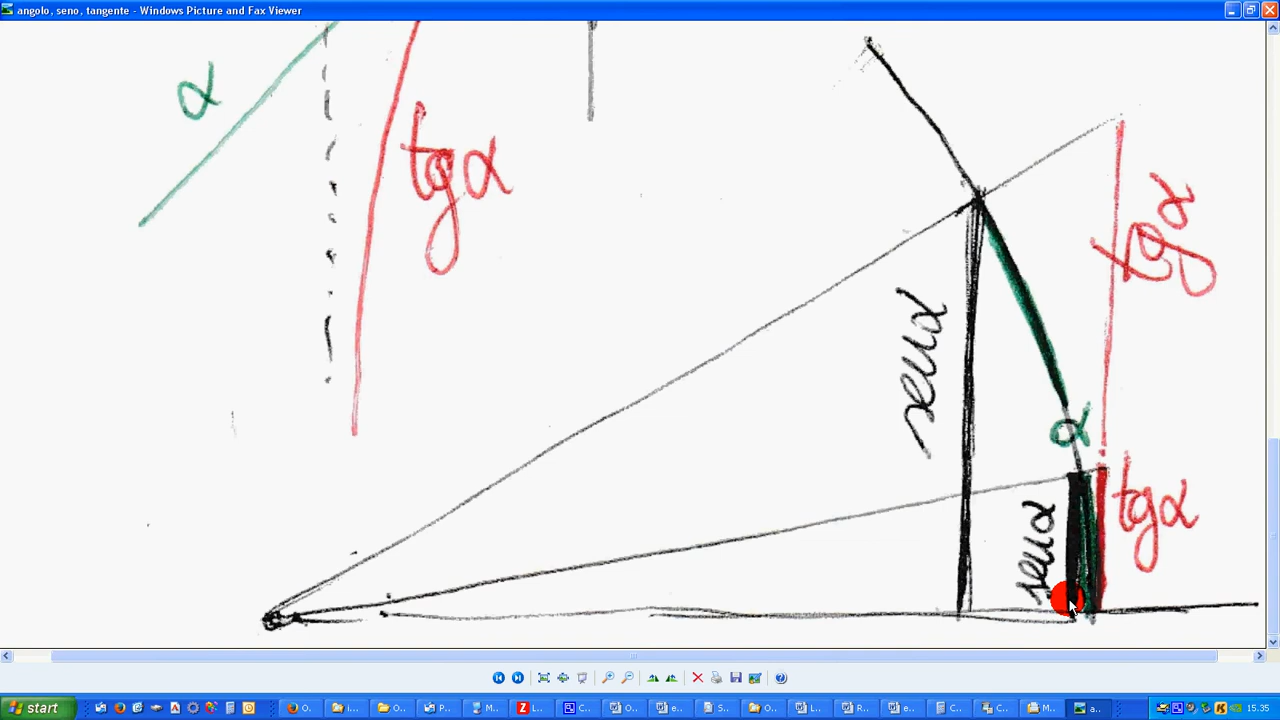 angolo, seno, tangente - Windows Picture and Fax Viewer
α
tgα
senα
tgα
α
senα
tgα
start
O..
i...
O..
P..
M..
L..
C..
O..
e..
S..
O..
L..
R..
e..
C..
C..
M..
a..
15.35